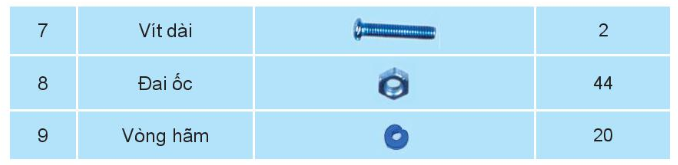 7 Vít dài 2
8 Đai ốc 44
9 Vòng hãm 20